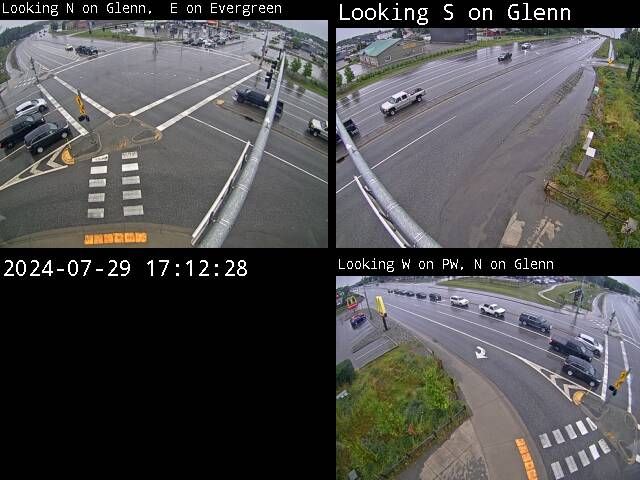 Looking N on Glenn,  E on Evergreen
Looking S on Glenn
2024-07-29 17:12:28
Looking W on PW, N on Glenn